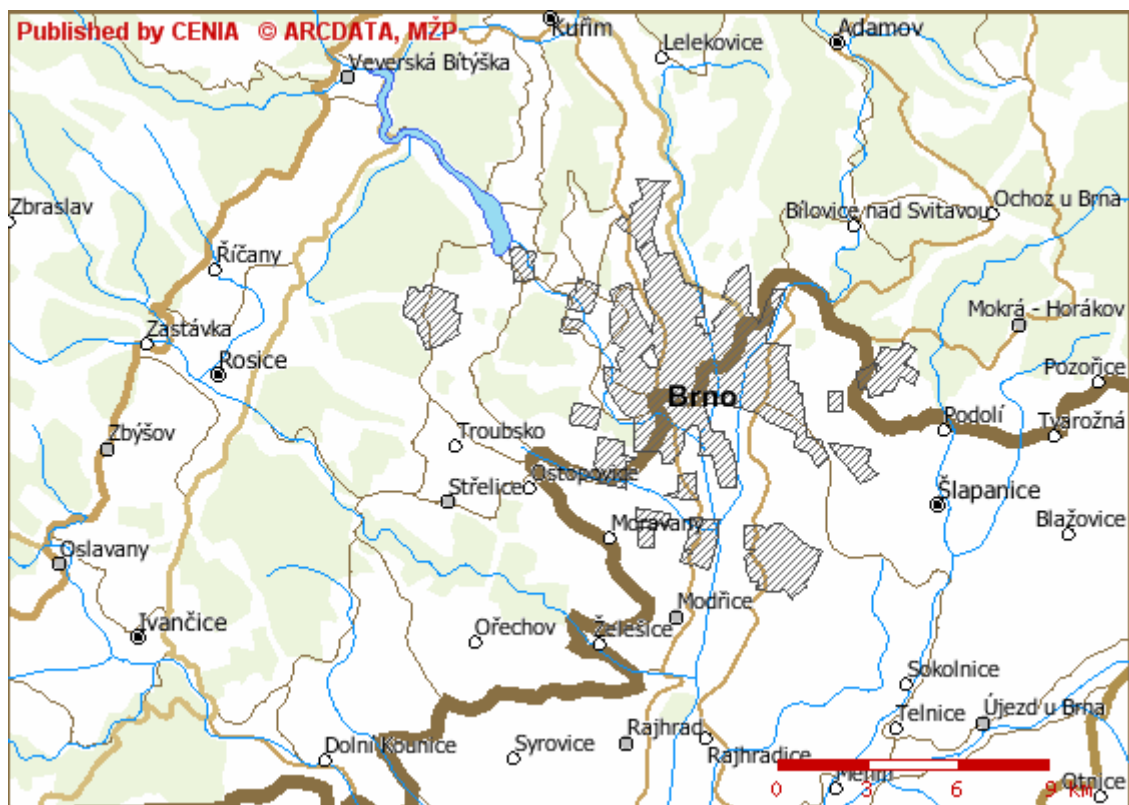 Published by CENIA © ARCDATA, MŽP
Kuřim
Adamov
Lelekovice
Veverská Bítýška
Zbraslav
Ochoz u Brna
Bílovice nad Svitavou
Říčany
Mokrá - Horákov
Zastávka
Rosice
Pozořice
Brno
Podolí
Tvarožná
Zbýšov
Troubsko
Ostopovice
Střelice
Šlapanice
Moravany
Blažovice
Oslavany
Modřice
Ivančice
Ořechov
Želešice
Sokolnice
Telnice
Újezd u Brna
Rajhrad
Dolní Kounice
Syrovice
Rajhradice
Měnín
Otnice
0 3 6 9 km